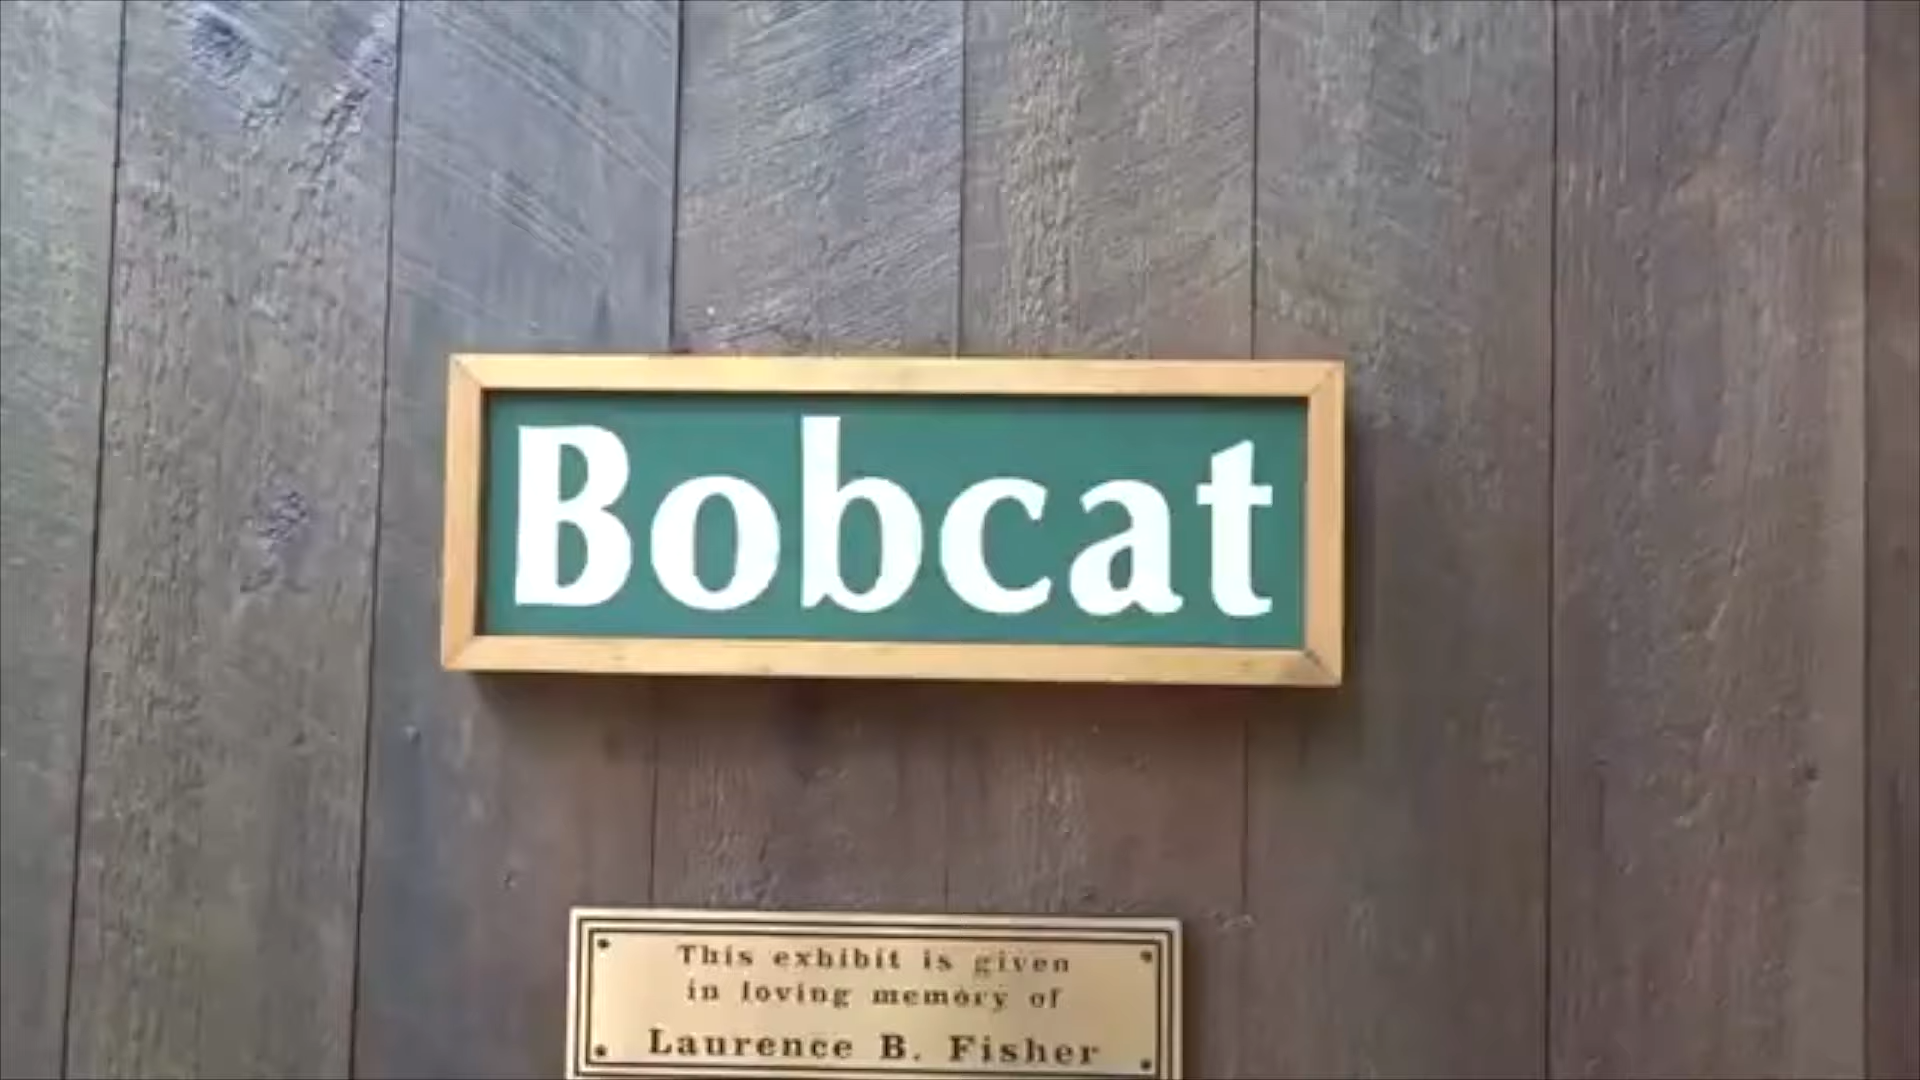 Bobcat
This exhibit is given
in loving memory of
Laurence B. Fisher